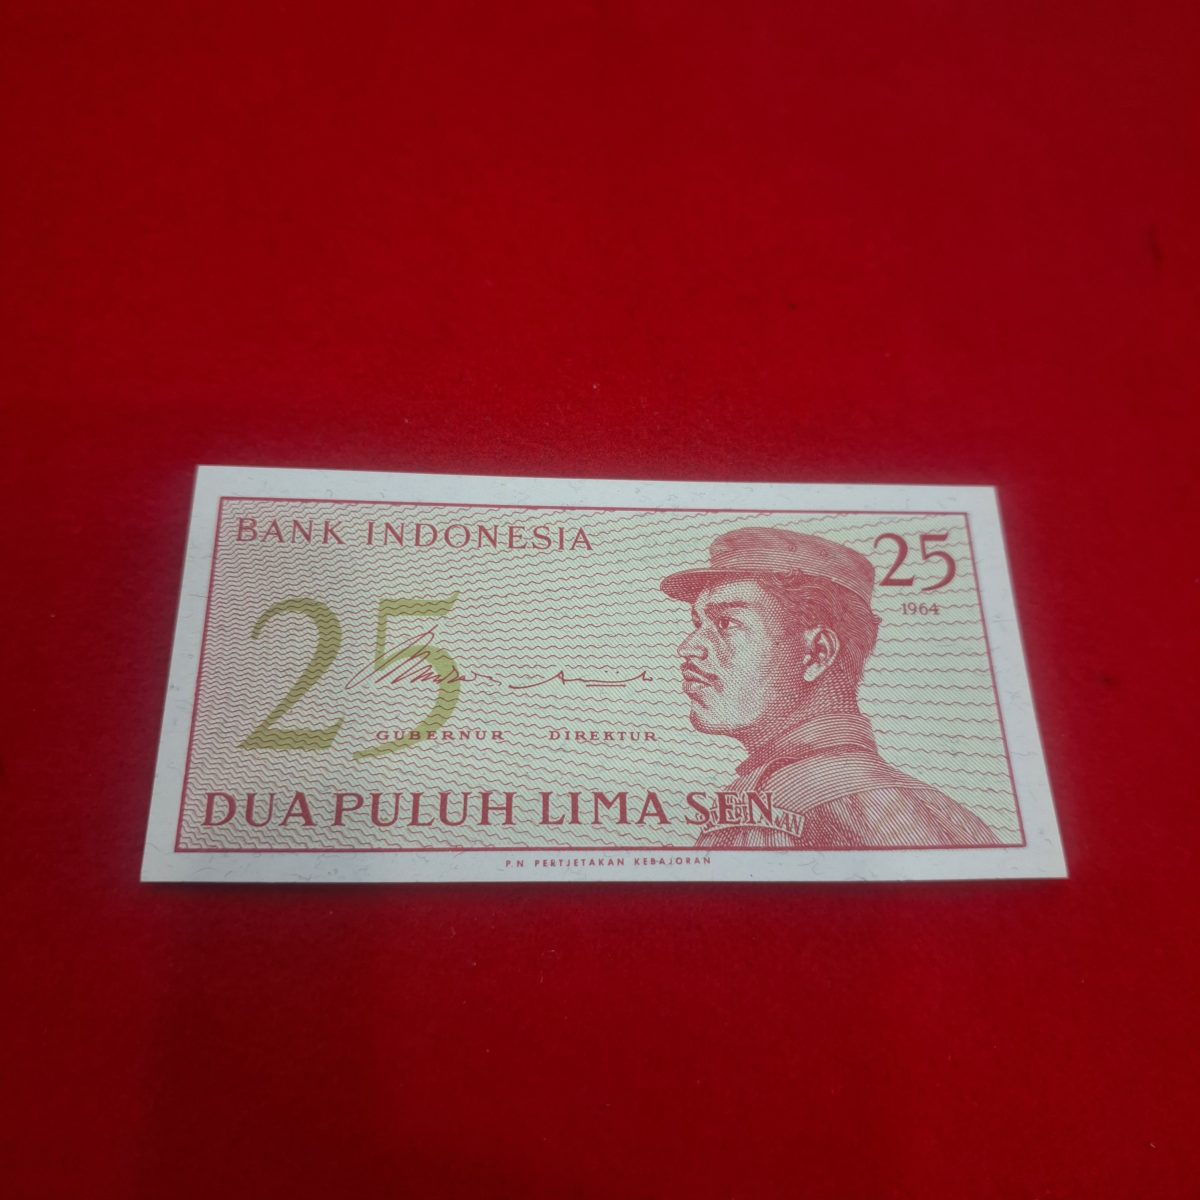 BANK INDONESIA
25
1964
25
GUBERNUR DIREKTUR
DUA PULUH LIMA SEN
P.N PERTJETAKAN KEBAJORAN